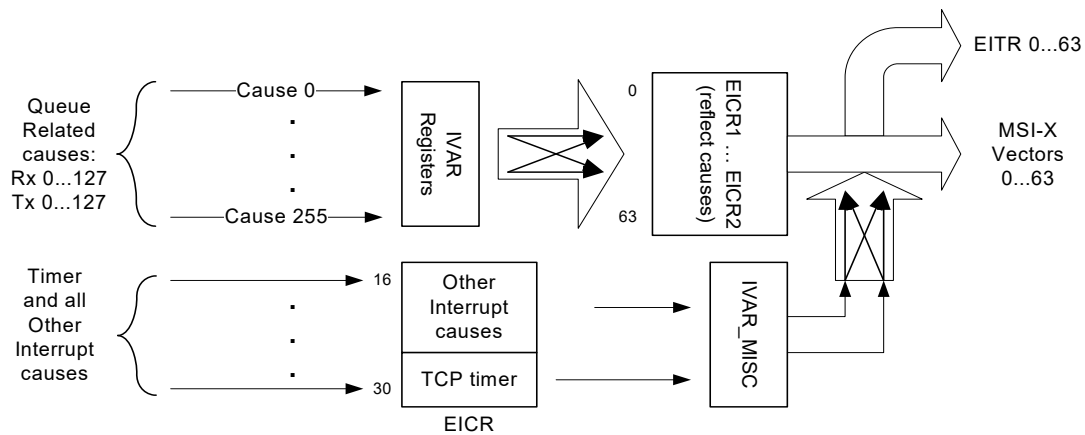 EITR 0...63
Queue
Related
causes:
Rx 0...127
Tx 0...127
Cause 0
.
.
.
Cause 255
IVAR
Registers
0
63
EICR1 ... EICR2
(reflect causes)
MSI-X
Vectors
0...63
Timer
and all
Other
Interrupt
causes
.
.
.
16
30
Other
Interrupt
causes
TCP timer
EICR
IVAR_MISC